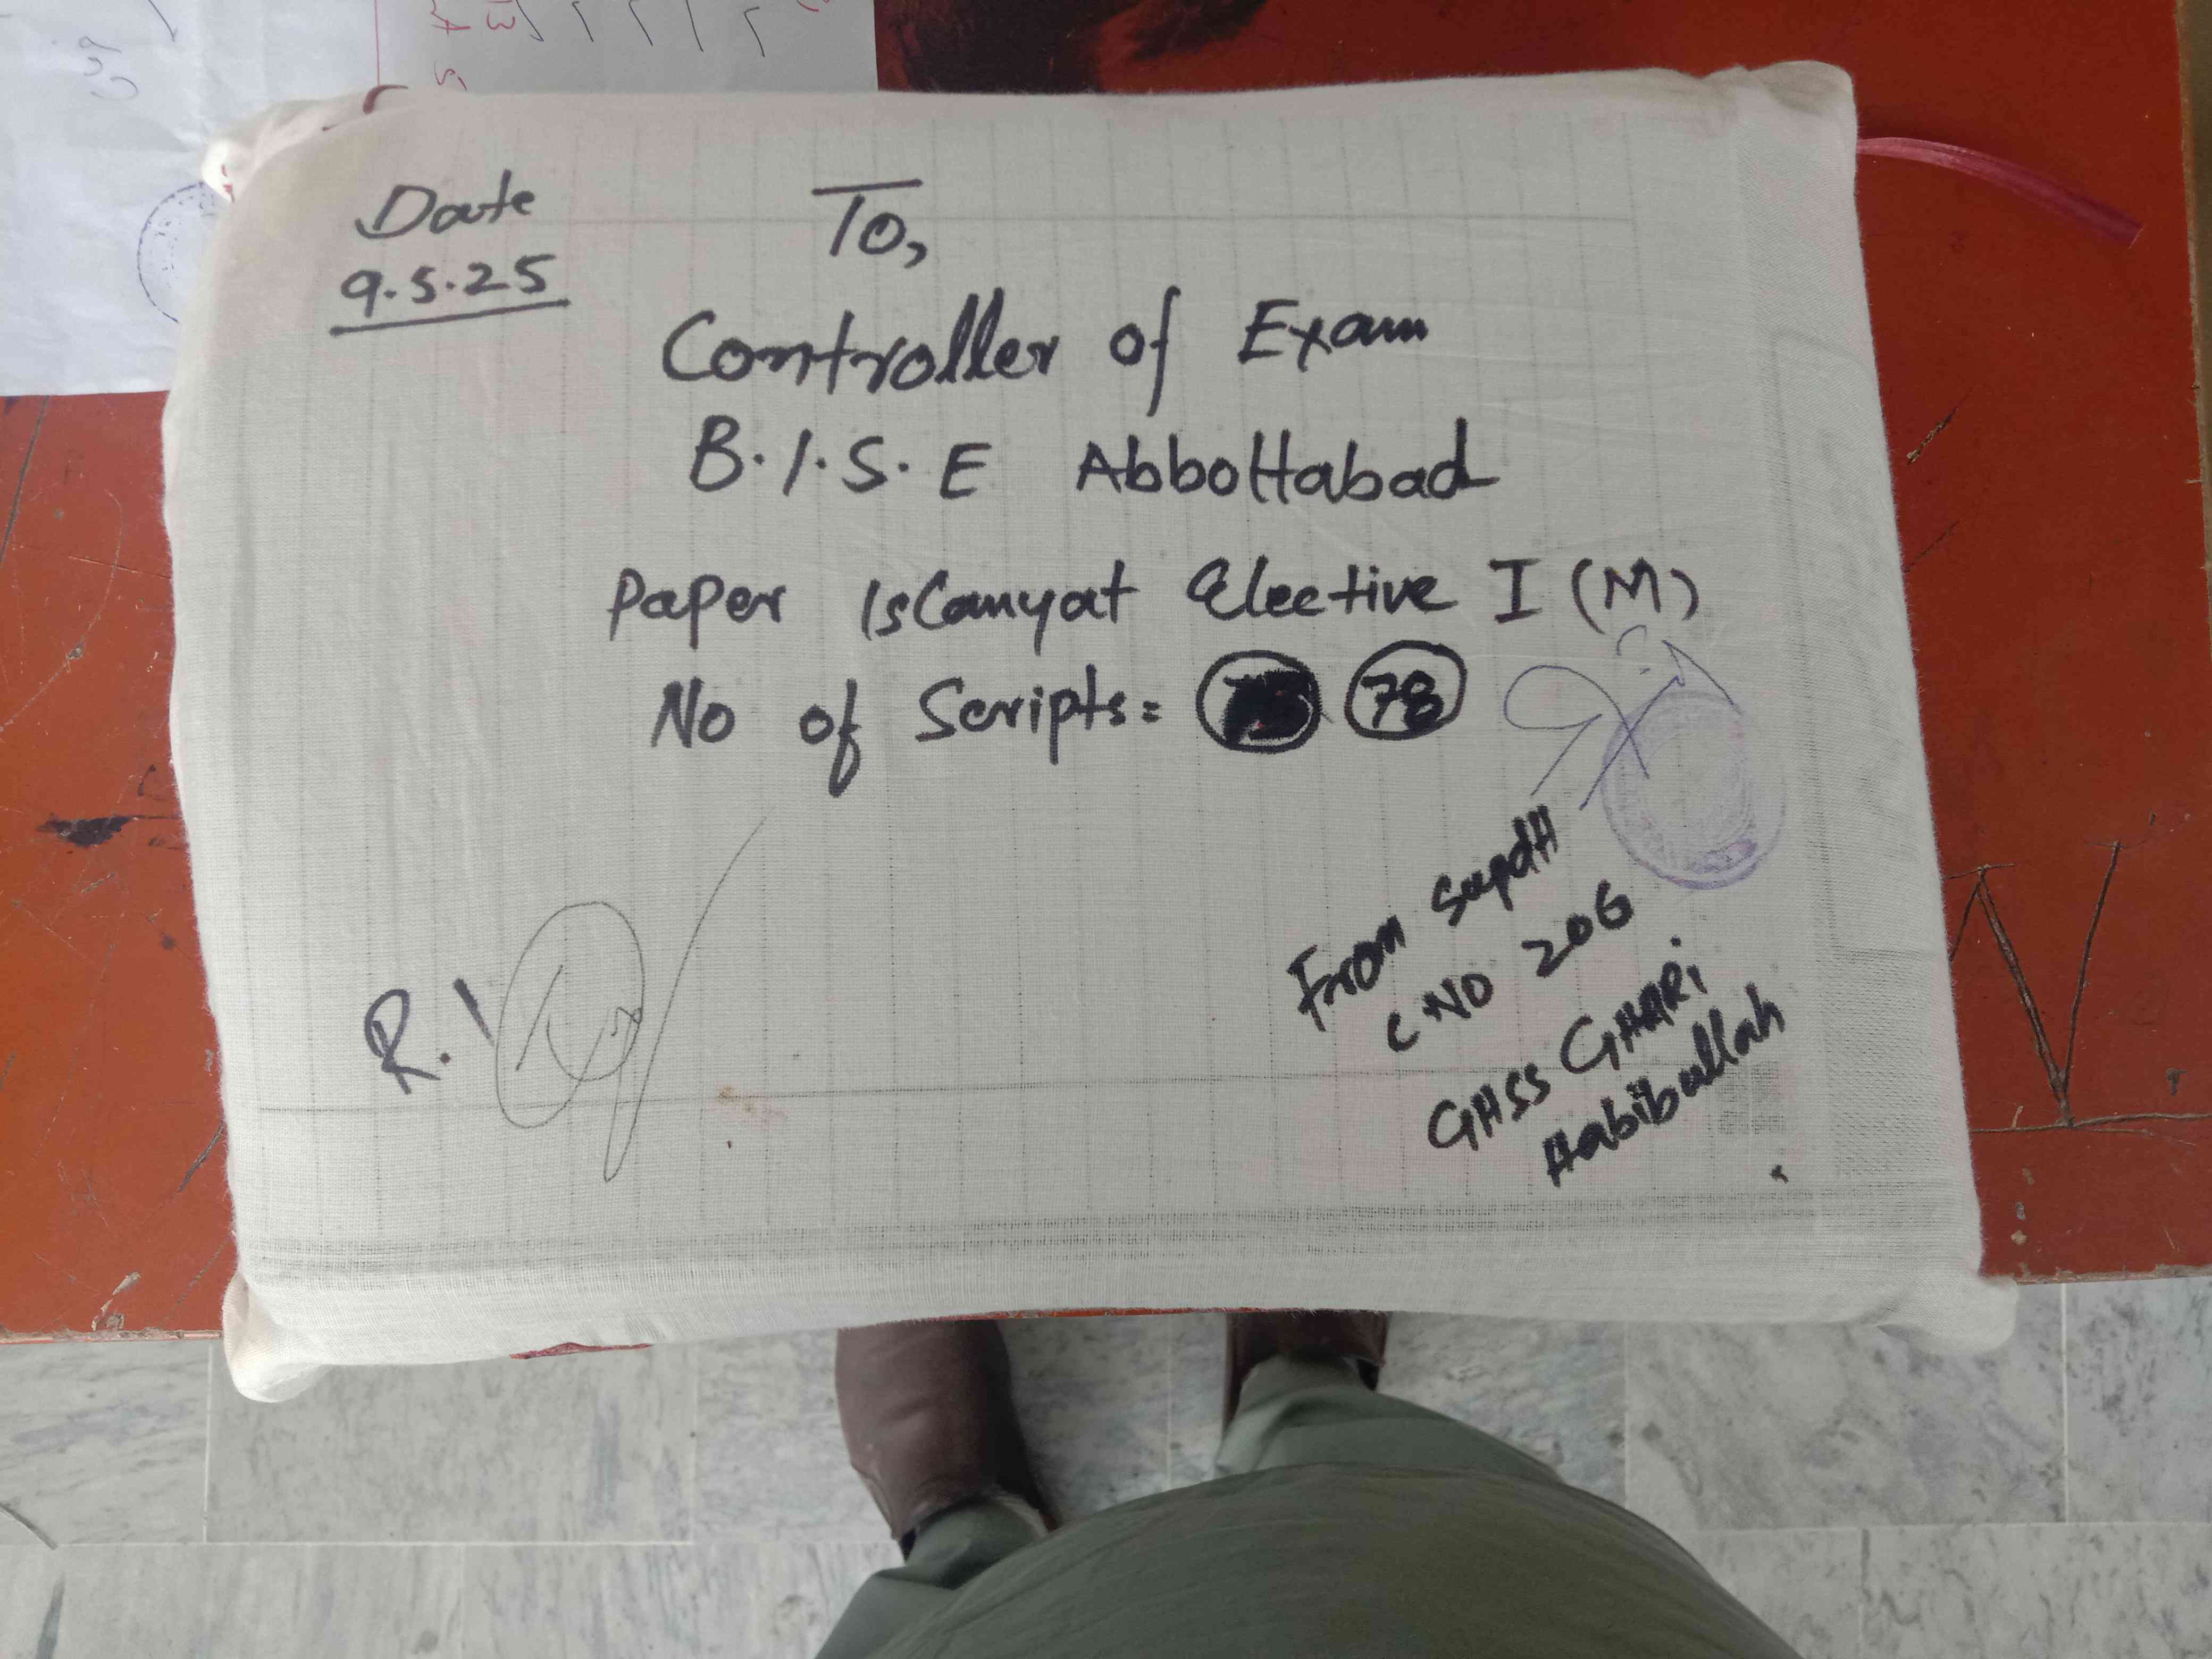 Date
9.5.25
To,
Controller of Exam
B.I.S.E Abbottabad
Paper Islamyat Elective I (M)
No of Scripts= 78
R.I
From Supdtt
C NO 206
GHSS GHARI
Habibullah